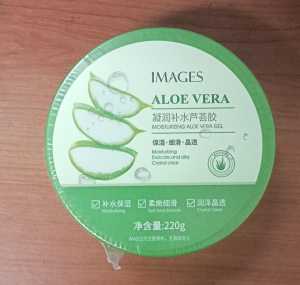 IMAGES
ALOE VERA
凝润补水芦荟胶
MOISTURIZING ALOE VERA GEL
保湿·细滑·晶透
Moisturizing
Crystal clear
补水保湿 柔嫩细滑 润泽晶透
Moisturizing
净含量:220g